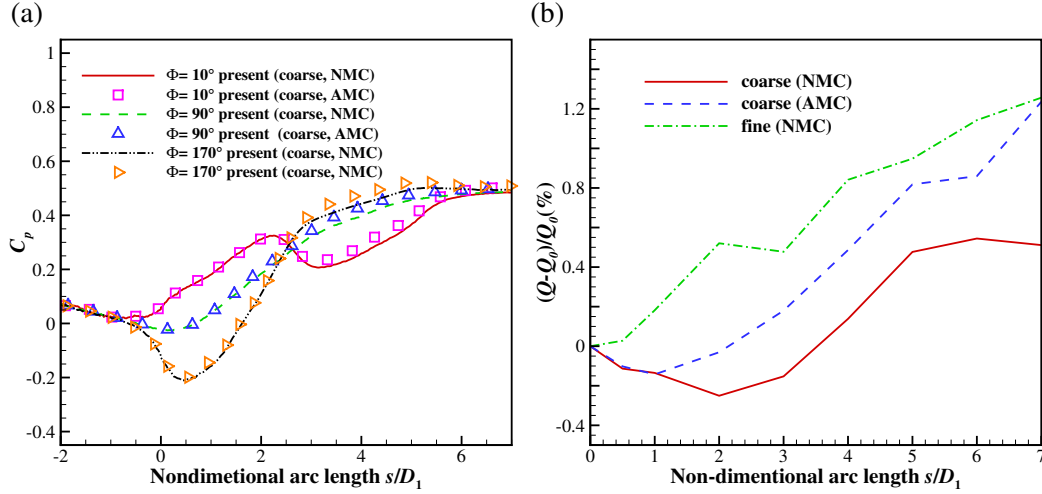 (a)
1
0.8
0.6
0.4
0.2
0
-0.2
-0.4
C_p
-2
0
2
4
6
Nondimetional arc length s/D_1
Φ= 10° present (coarse, NMC)
Φ= 10° present (coarse, AMC)
Φ= 90° present (coarse, NMC)
Φ= 90° present (coarse, AMC)
Φ= 170° present (coarse, NMC)
Φ= 170° present (coarse, NMC)
(b)
1.2
0.8
0.4
0
-0.4
(Q-Q_0)/Q_0(%)
0
1
2
3
4
5
6
7
Non-dimentional arc length s/D_1
coarse (NMC)
coarse (AMC)
fine (NMC)